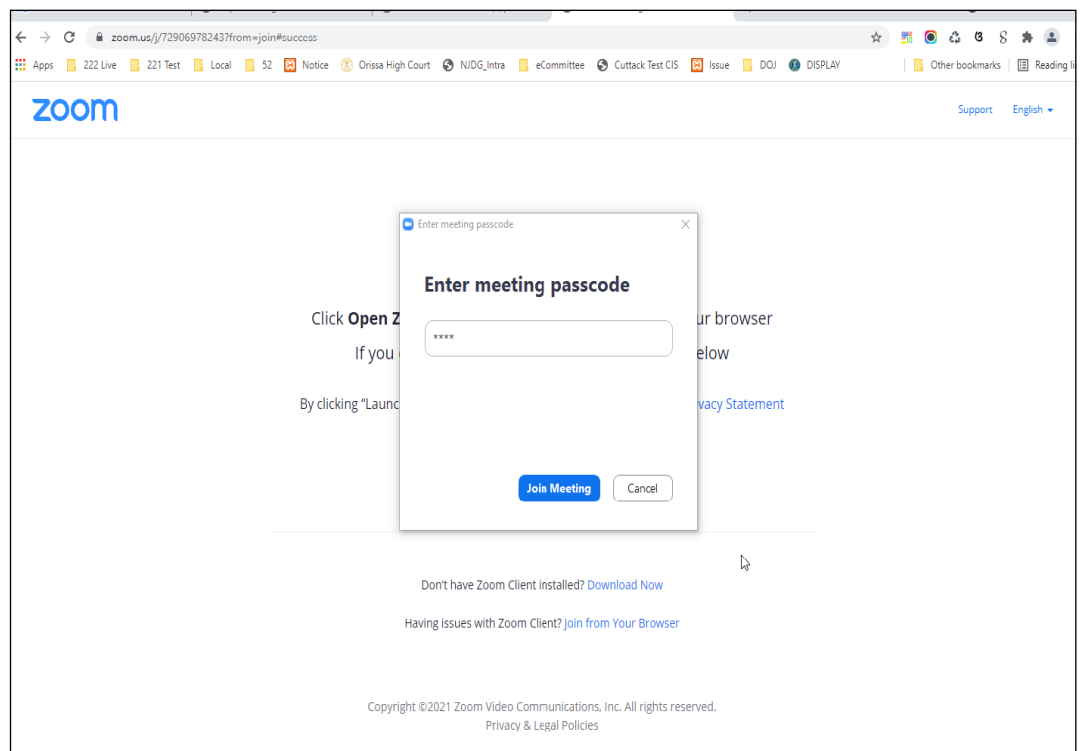 zoom.us/j/72906978243?from=join#success
Apps 222 Live 221 Test Local 52 Notice Orissa High Court NJDG_Intra eCommittee Cuttack Test CIS Issue DOJ DISPLAY Other bookmarks Reading li
zoom Support English
Enter meeting passcode
Enter meeting passcode
Click Open Z ur browser
****
If you elow
By clicking “Launc vacy Statement
Join Meeting Cancel
Don't have Zoom Client installed? Download Now
Having issues with Zoom Client? Join from Your Browser
Copyright ©2021 Zoom Video Communications, Inc. All rights reserved.
Privacy & Legal Policies